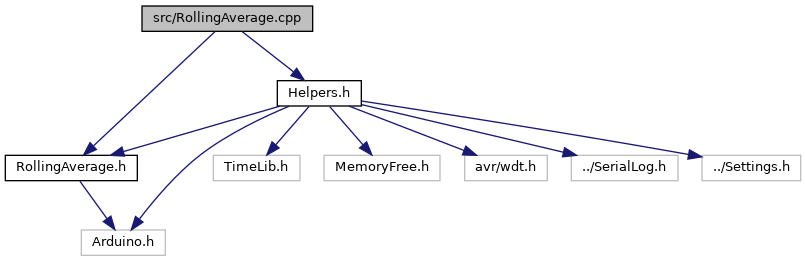 src/RollingAverage.cpp
Helpers.h
RollingAverage.h
TimeLib.h
MemoryFree.h
avr/wdt.h
../SerialLog.h
../Settings.h
Arduino.h